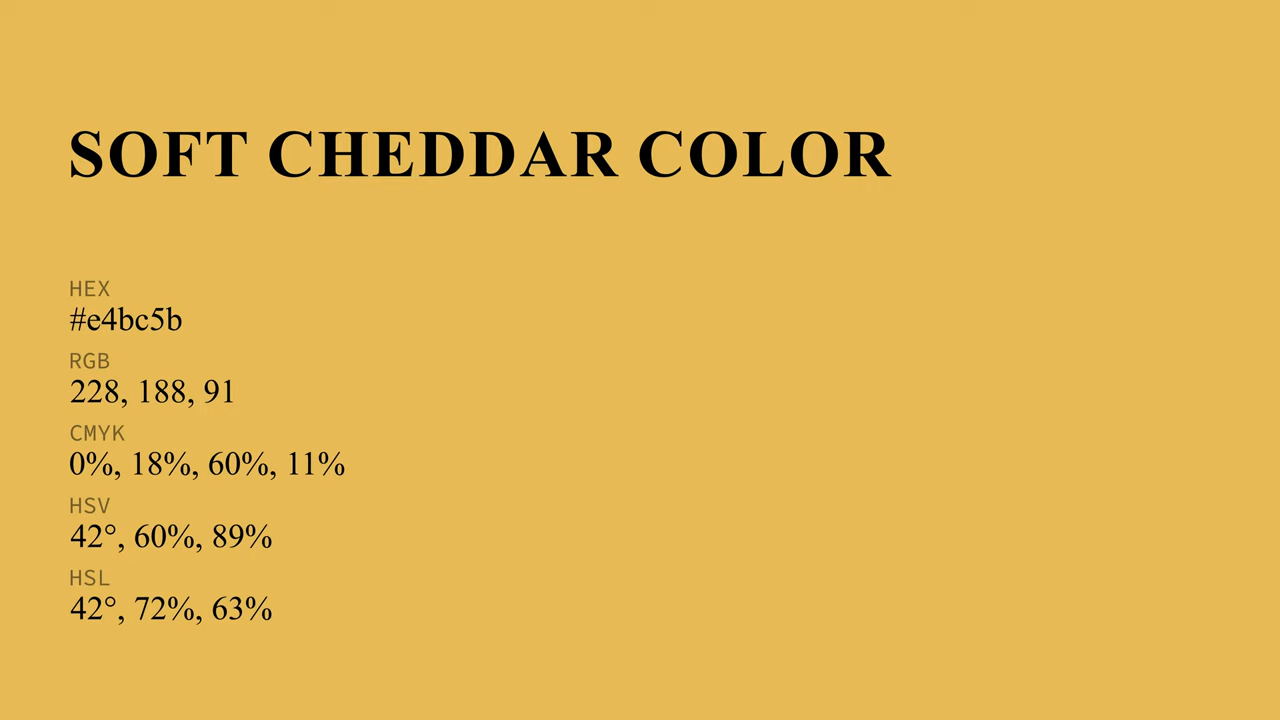 SOFT CHEDDAR COLOR
HEX
#e4bc5b
RGB
228, 188, 91
CMYK
0%, 18%, 60%, 11%
HSV
42°, 60%, 89%
HSL
42°, 72%, 63%